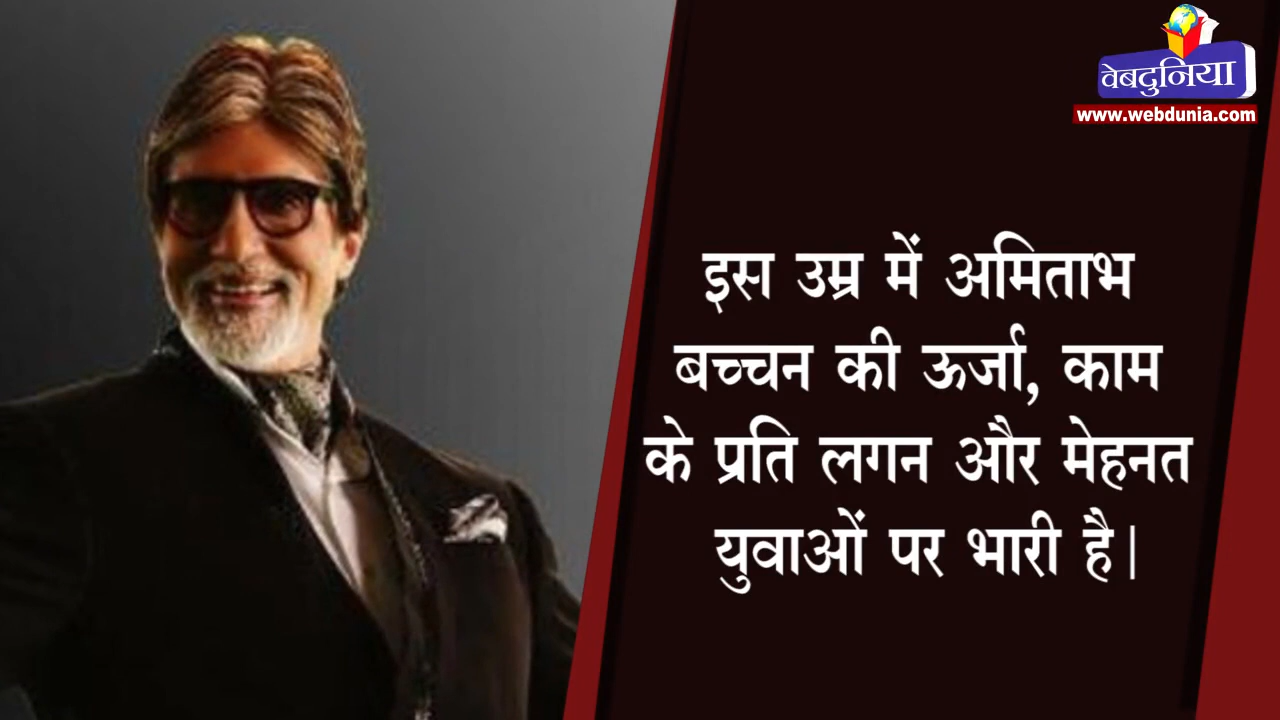 वेबदुनिया
www.webdunia.com
इस उम्र में अमिताभ
बच्चन की ऊर्जा, काम
के प्रति लगन और मेहनत
युवाओं पर भारी है।